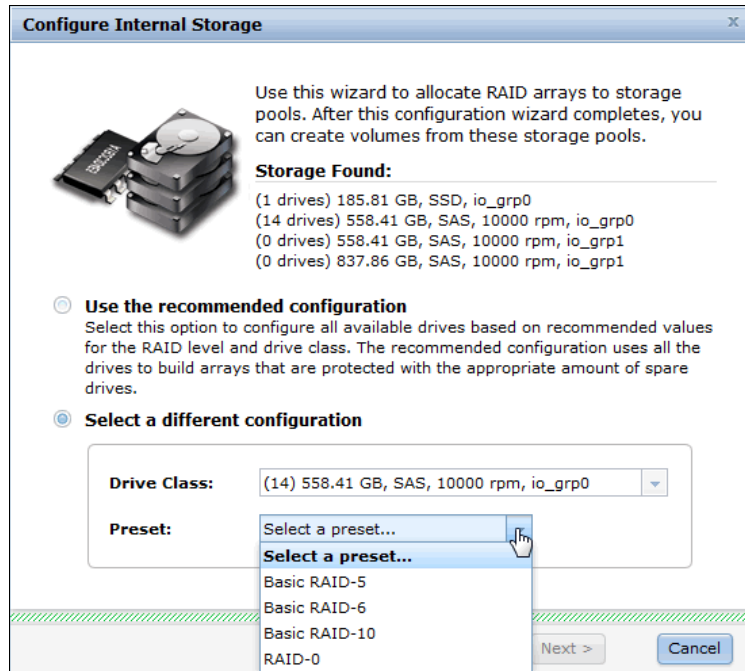 Configure Internal Storage
x
Use this wizard to allocate RAID arrays to storage
pools. After this configuration wizard completes, you
can create volumes from these storage pools.
Storage Found:
(1 drives) 185.81 GB, SSD, io_grp0
(14 drives) 558.41 GB, SAS, 10000 rpm, io_grp0
(0 drives) 558.41 GB, SAS, 10000 rpm, io_grp1
(0 drives) 837.86 GB, SAS, 10000 rpm, io_grp1
Use the recommended configuration
Select this option to configure all available drives based on recommended values
for the RAID level and drive class. The recommended configuration uses all the
drives to build arrays that are protected with the appropriate amount of spare
drives.
Select a different configuration
Drive Class:
(14) 558.41 GB, SAS, 10000 rpm, io_grp0
Preset:
Select a preset...
Select a preset...
Basic RAID-5
Basic RAID-6
Basic RAID-10
RAID-0
Next >
Cancel